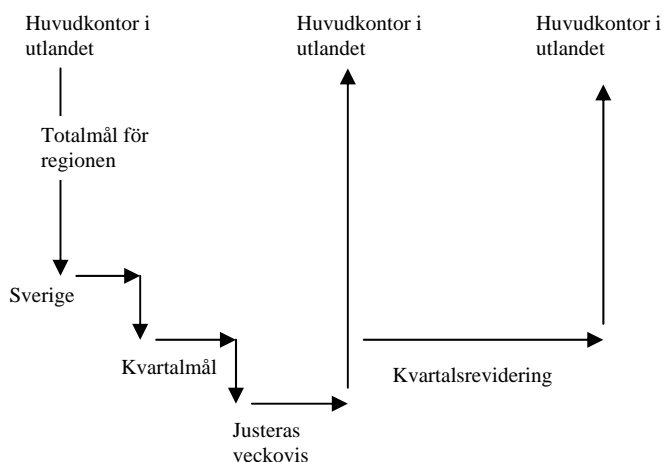 Huvudkontor i
utlandet
Huvudkontor i
utlandet
Huvudkontor i
utlandet
Totalmål för
regionen
Sverige
Kvartalmål
Kvartalsrevidering
Justeras
veckovis